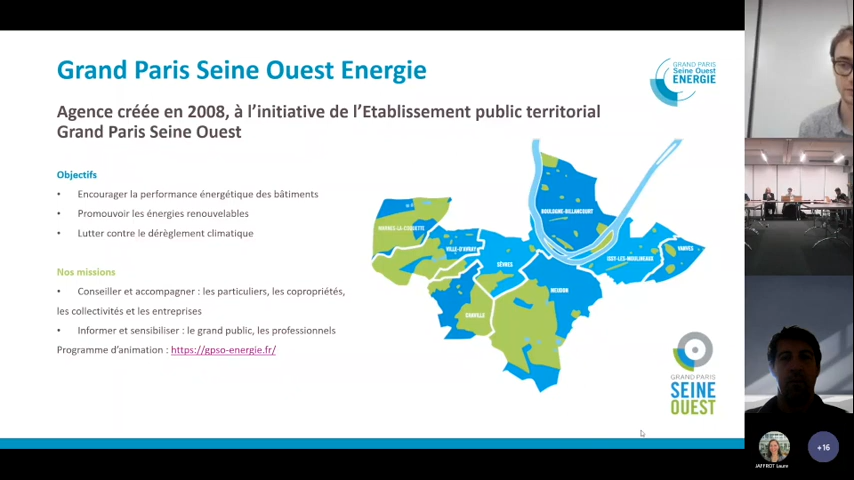 Grand Paris Seine Ouest Energie
GRAND PARIS
Seine Ouest
ENERGIE
Agence créée en 2008, à l'initiative de l'Etablissement public territorial
Grand Paris Seine Ouest
Objectifs
• Encourager la performance énergétique des bâtiments
• Promouvoir les énergies renouvelables
• Lutter contre le dérèglement climatique
Nos missions
• Conseiller et accompagner : les particuliers, les copropriétés,
les collectivités et les entreprises
• Informer et sensibiliser : le grand public, les professionnels
Programme d'animation : https://gpso-energie.fr/
BOULOGNE-BILLANCOURT
MARNES-LA-COQUETTE
VILLE-D'AVRAY
SÈVRES
ISSY-LES-MOULINEAUX
VANVES
MEUDON
CHAVILLE
GRAND PARIS
SEINE
OUEST
JAFFROT Laure
+16